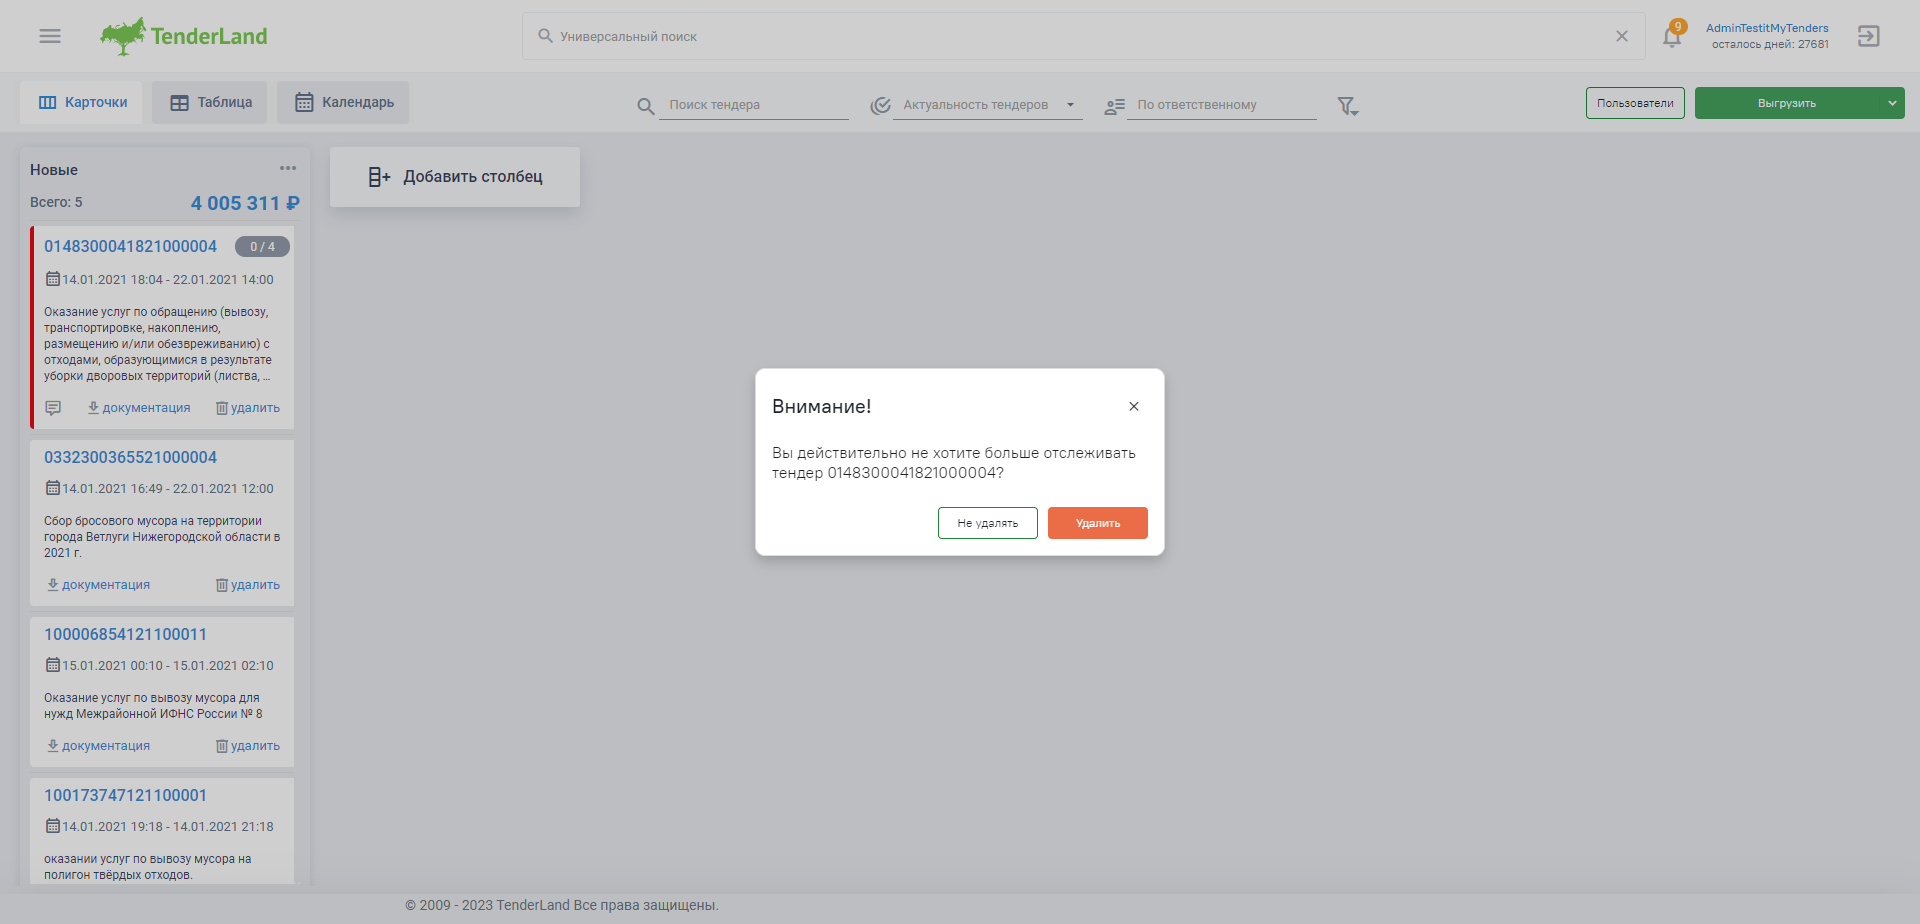 TenderLand
Универсальный поиск
9
AdminTestitMyTenders
осталось дней: 27681
Карточки
Таблица
Календарь
Поиск тендера
Актуальность тендеров
По ответственному
Пользователи
Выгрузить
Новые
Всего: 5
4 005 311 ₽
Добавить столбец
0148300041821000004
0 / 4
14.01.2021 18:04 - 22.01.2021 14:00
Оказание услуг по обращению (вывозу,
транспортировке, накоплению,
размещению и/или обезвреживанию) с
отходами, образующимися в результате
уборки дворовых территорий (листва, ...
документация
удалить
0332300365521000004
14.01.2021 16:49 - 22.01.2021 12:00
Сбор бросового мусора на территории
города Ветлуги Нижегородской области в
2021 г.
документация
удалить
100006854121100011
15.01.2021 00:10 - 15.01.2021 02:10
Оказание услуг по вывозу мусора для
нужд Межрайонной ИФНС России № 8
документация
удалить
100173747121100001
14.01.2021 19:18 - 14.01.2021 21:18
оказании услуг по вывозу мусора на
полигон твёрдых отходов.
Внимание!
Вы действительно не хотите больше отслеживать
тендер 0148300041821000004?
Не удалять
Удалить
© 2009 - 2023 TenderLand Все права защищены.